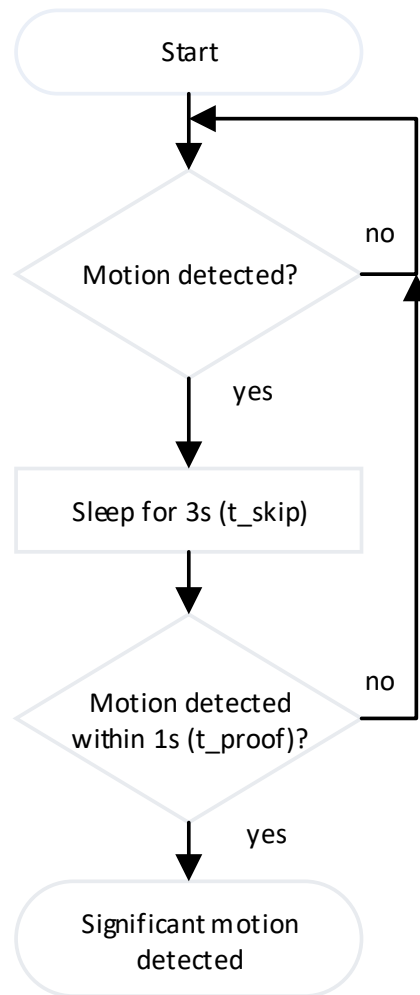 Start
no
Motion detected?
yes
Sleep for 3s (t_skip)
no
Motion detected
within 1s (t_proof)?
yes
Significant motion
detected